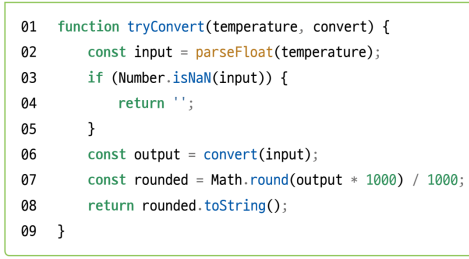 01 function tryConvert(temperature, convert) {
02     const input = parseFloat(temperature);
03     if (Number.isNaN(input)) {
04         return '';
05     }
06     const output = convert(input);
07     const rounded = Math.round(output * 1000) / 1000;
08     return rounded.toString();
09 }